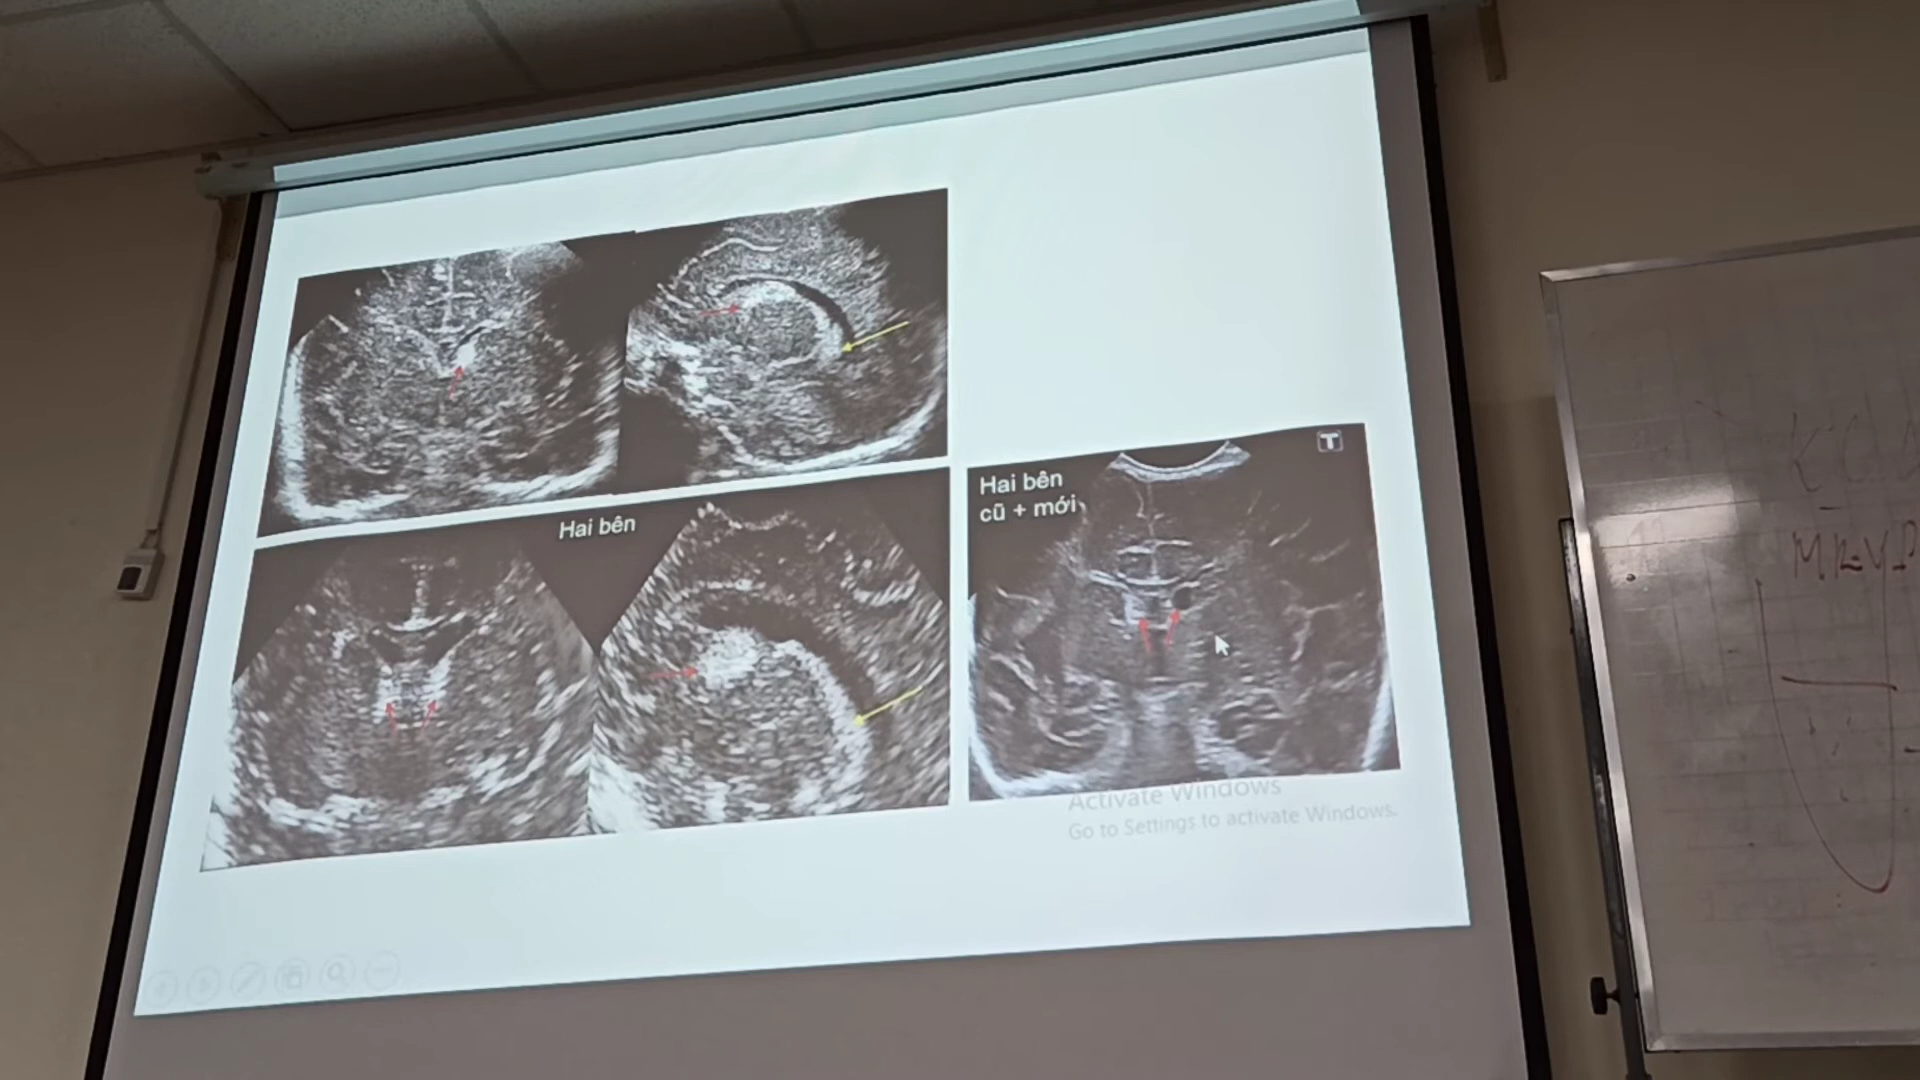 Hai bên
Hai bên
cũ + mới
T
Activate Windows
Go to Settings to activate Windows.